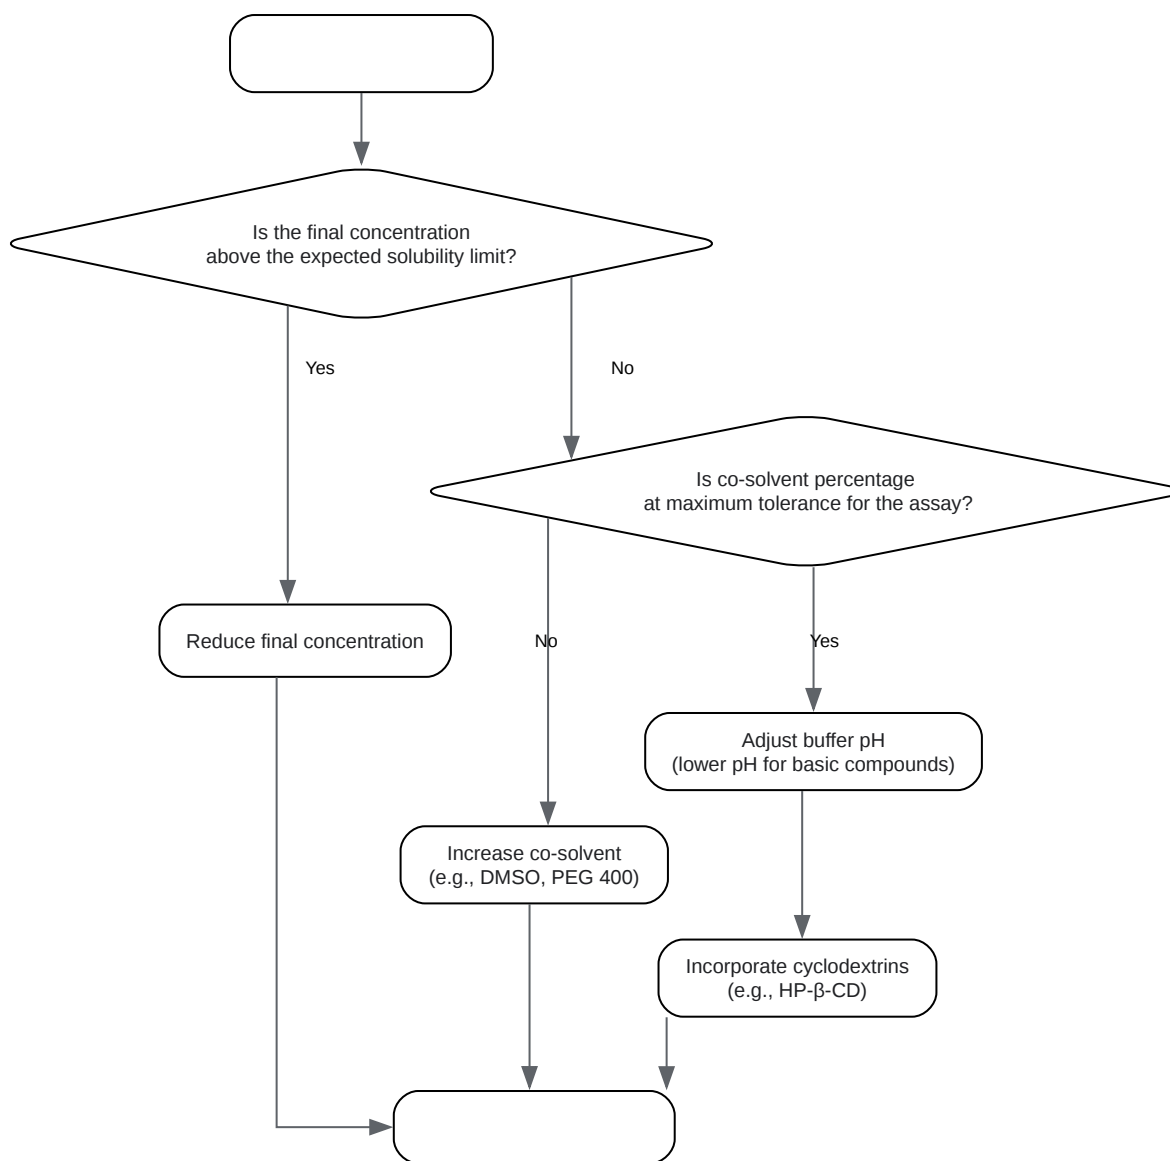 Is the final concentration
above the expected solubility limit?
Yes
No
Is co-solvent percentage
at maximum tolerance for the assay?
Reduce final concentration
No
Yes
Adjust buffer pH
(lower pH for basic compounds)
Increase co-solvent
(e.g., DMSO, PEG 400)
Incorporate cyclodextrins
(e.g., HP-β-CD)